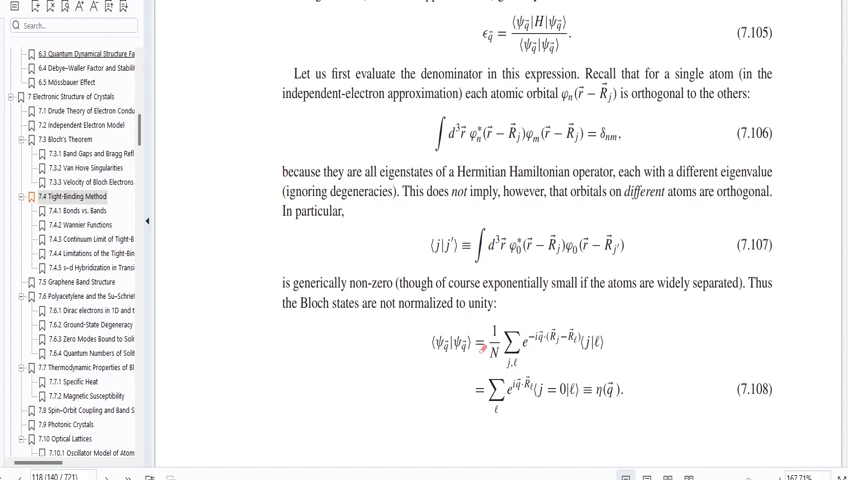 Search...
6.3 Quantum Dynamical Structure Fa
6.4 Debye–Waller Factor and Stabilit
6.5 Mössbauer Effect
7 Electronic Structure of Crystals
7.1 Drude Theory of Electron Condu
7.2 Independent Electron Model
7.3 Bloch's Theorem
7.3.1 Band Gaps and Bragg Refl
7.3.2 Van Hove Singularities
7.3.3 Velocity of Bloch Electrons
7.4 Tight-Binding Method
7.4.1 Bonds vs. Bands
7.4.2 Wannier Functions
7.4.3 Continuum Limit of Tight-B
7.4.4 Limitations of the Tight-Bin
7.4.5 s–d Hybridization in Transi
7.5 Graphene Band Structure
7.6 Polyacetylene and the Su–Schrief
7.6.1 Dirac electrons in 1D and t
7.6.2 Ground-State Degeneracy
7.6.3 Zero Modes Bound to Solit
7.6.4 Quantum Numbers of Solit
7.7 Thermodynamic Properties of Bl
7.7.1 Specific Heat
7.7.2 Magnetic Susceptibility
7.8 Spin–Orbit Coupling and Band S
7.9 Photonic Crystals
7.10 Optical Lattices
7.10.1 Oscillator Model of Atom
118 (140 / 721)
ϵ_q⃗ = ⟨ψ_q⃗|H|ψ_q⃗⟩ / ⟨ψ_q⃗|ψ_q⃗⟩. (7.105)
Let us first evaluate the denominator in this expression. Recall that for a single atom (in the
independent-electron approximation) each atomic orbital φ_n(r⃗ − R⃗_j) is orthogonal to the others:
∫ d³r⃗ φ*_n(r⃗ − R⃗_j)φ_m(r⃗ − R⃗_j) = δ_nm, (7.106)
because they are all eigenstates of a Hermitian Hamiltonian operator, each with a different eigenvalue
(ignoring degeneracies). This does not imply, however, that orbitals on different atoms are orthogonal.
In particular,
⟨j|j′⟩ ≡ ∫ d³r⃗ φ*_0(r⃗ − R⃗_j)φ_0(r⃗ − R⃗_j′) (7.107)
is generically non-zero (though of course exponentially small if the atoms are widely separated). Thus
the Bloch states are not normalized to unity:
⟨ψ_q⃗|ψ_q⃗⟩ = 1/N ∑_{j,ℓ} e^{−iq⃗·(R⃗_j−R⃗_ℓ)}⟨j|ℓ⟩
= ∑_ℓ e^{iq⃗·R⃗_ℓ}⟨j = 0|ℓ⟩ ≡ η(q⃗). (7.108)
167.71%